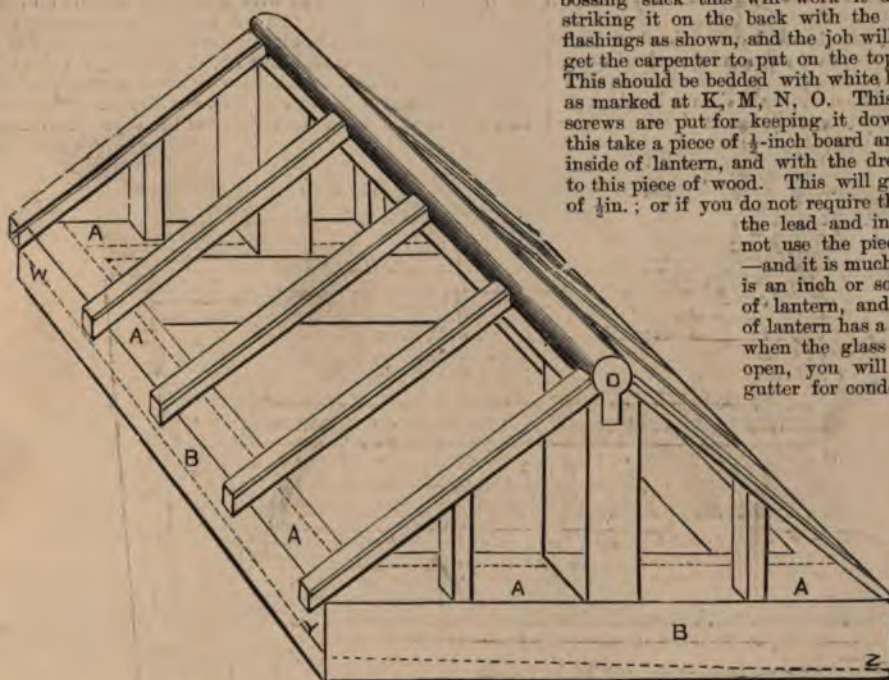 striking it on the back with the
flashings as shown, and the job will
get the carpenter to put on the top
This should be bedded with white
as marked at K, M, N, O. This
screws are put for keeping it dow
this take a piece of ½-inch board an
inside of lantern, and with the dre
to this piece of wood. This will g
of ½in.; or if you do not require th
the lead and in
not use the piec
—and it is much
is an inch or so
of lantern, and
of lantern has a
when the glass
open, you will
gutter for cond
A
W
A
B
A
Y
O
A
A
B
Z